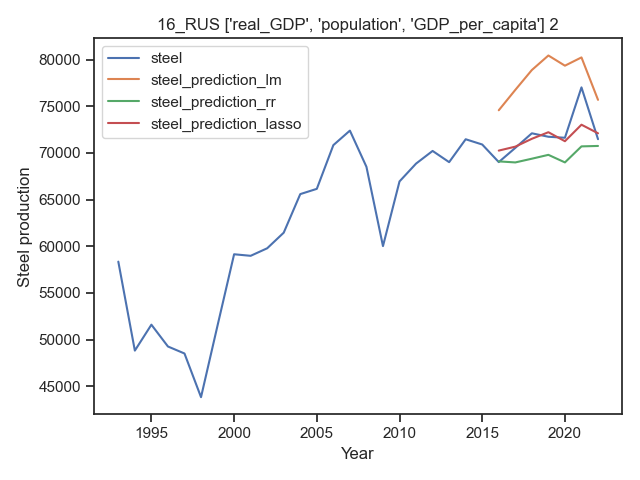 16_RUS ['real_GDP', 'population', 'GDP_per_capita'] 2
steel
steel_prediction_lm
steel_prediction_rr
steel_prediction_lasso
Steel production
80000
75000
70000
65000
60000
55000
50000
45000
1995 2000 2005 2010 2015 2020
Year